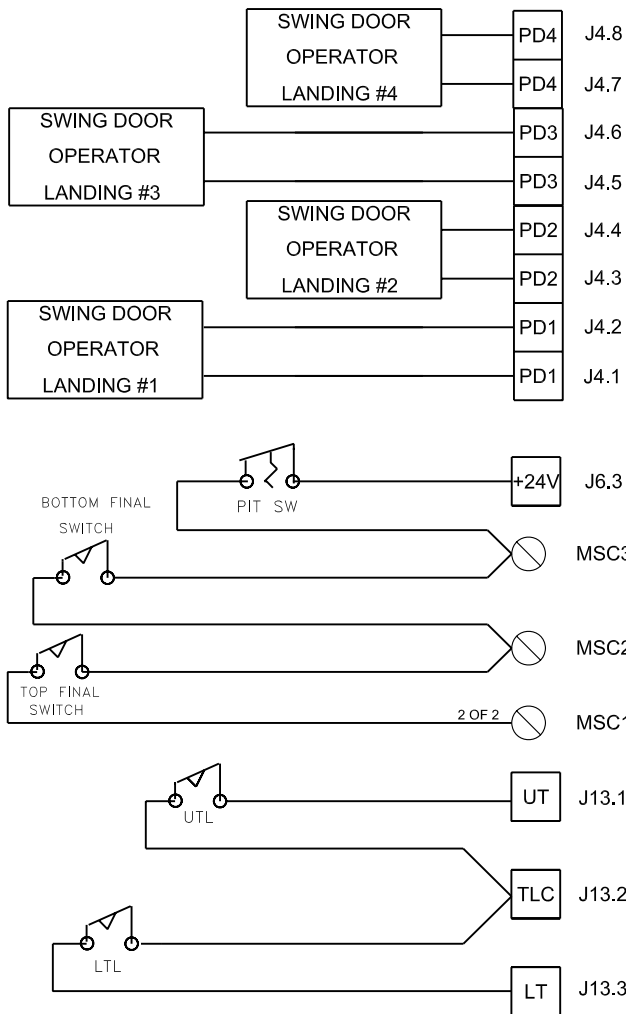 SWING DOOR
OPERATOR
LANDING #4
PD4 J4.8
PD4 J4.7
SWING DOOR
OPERATOR
LANDING #3
PD3 J4.6
PD3 J4.5
SWING DOOR
OPERATOR
LANDING #2
PD2 J4.4
PD2 J4.3
SWING DOOR
OPERATOR
LANDING #1
PD1 J4.2
PD1 J4.1
PIT SW
+24V J6.3
BOTTOM FINAL
SWITCH
MSC3
MSC2
TOP FINAL
SWITCH
2 OF 2
MSC1
UTL
UT J13.1
TLC J13.2
LTL
LT J13.3